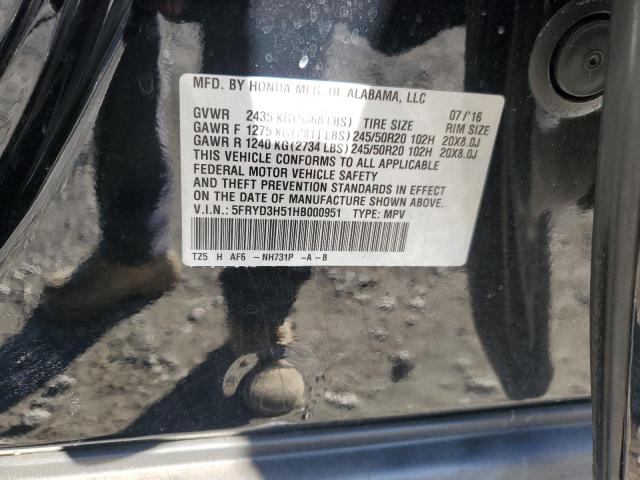 MFD. BY HONDA MFG. OF ALABAMA, LLC
GVWR 2435 KG(5368 LBS) 07/'16
TIRE SIZE RIM SIZE
GAWR F 1275 KG(2811 LBS) 245/50R20 102H 20X8.0J
GAWR R 1240 KG(2734 LBS) 245/50R20 102H 20X8.0J
THIS VEHICLE CONFORMS TO ALL APPLICABLE
FEDERAL MOTOR VEHICLE SAFETY
AND THEFT PREVENTION STANDARDS IN EFFECT
ON THE DATE OF MANUFACTURE SHOWN ABOVE.
V.I.N.: 5FRYD3H51HB000951 TYPE: MPV
TZ5 H AF6 -NH731P -A-8